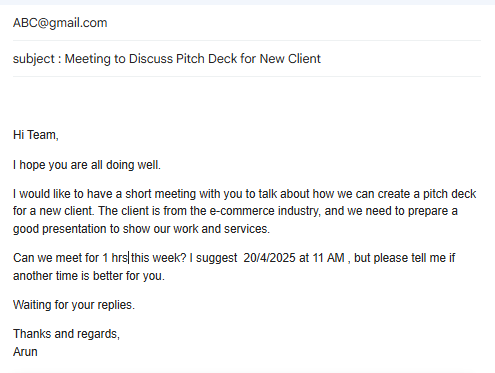 ABC@gmail.com
subject : Meeting to Discuss Pitch Deck for New Client
Hi Team,
I hope you are all doing well.
I would like to have a short meeting with you to talk about how we can create a pitch deck
for a new client. The client is from the e-commerce industry, and we need to prepare a
good presentation to show our work and services.
Can we meet for 1 hrs this week? I suggest  20/4/2025 at 11 AM , but please tell me if
another time is better for you.
Waiting for your replies.
Thanks and regards,
Arun